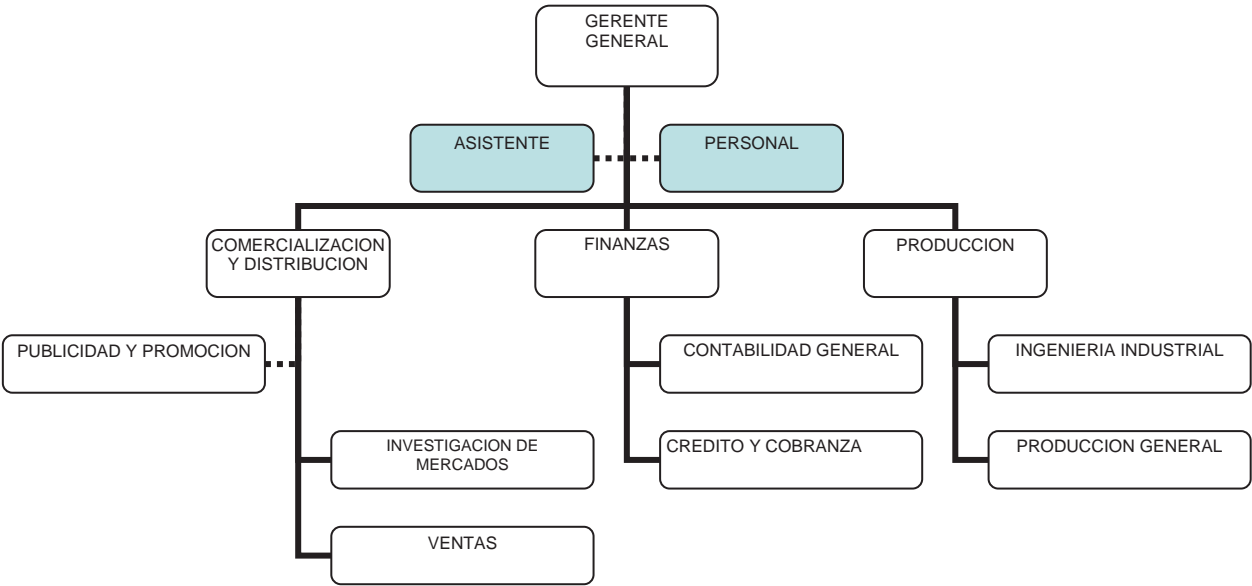 GERENTE
GENERAL
ASISTENTE
PERSONAL
COMERCIALIZACION
Y DISTRIBUCION
FINANZAS
PRODUCCION
PUBLICIDAD Y PROMOCION
CONTABILIDAD GENERAL
INGENIERIA INDUSTRIAL
INVESTIGACION DE
MERCADOS
CREDITO Y COBRANZA
PRODUCCION GENERAL
VENTAS